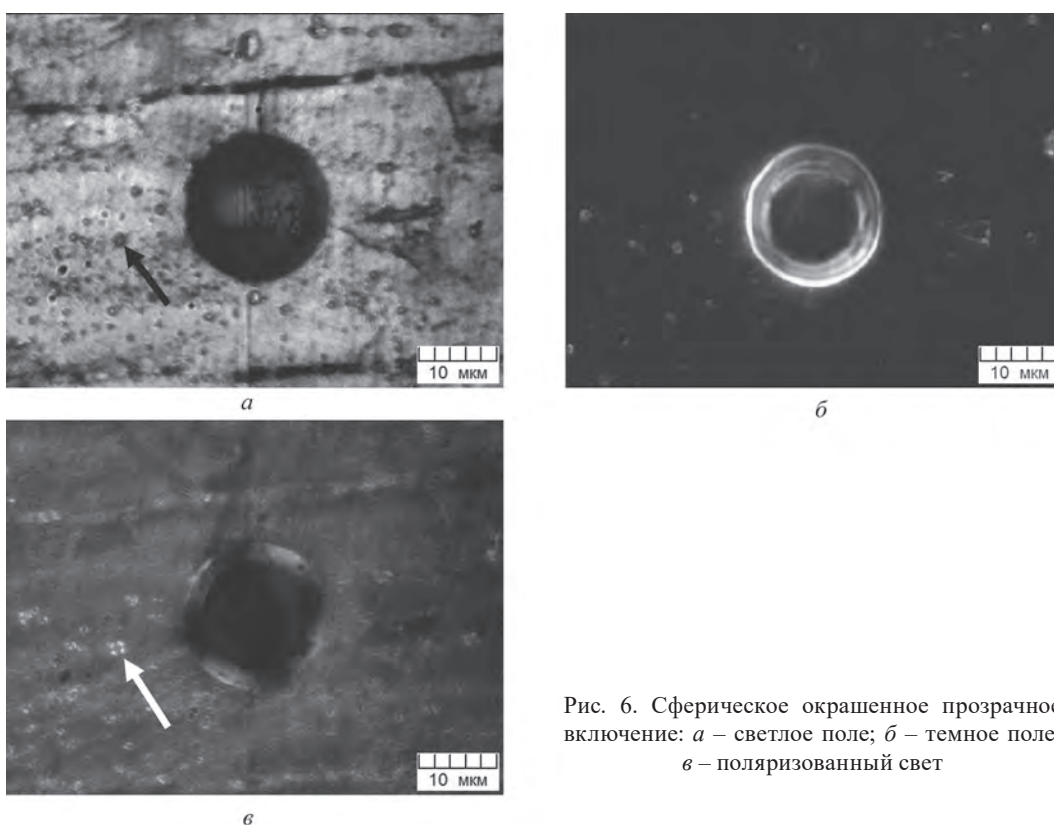 10 мкм
10 мкм
а
б
10 мкм
в
Рис. 6. Сферическое окрашенное прозрачное
включение: а – светлое поле; б – темное поле
в – поляризованный свет